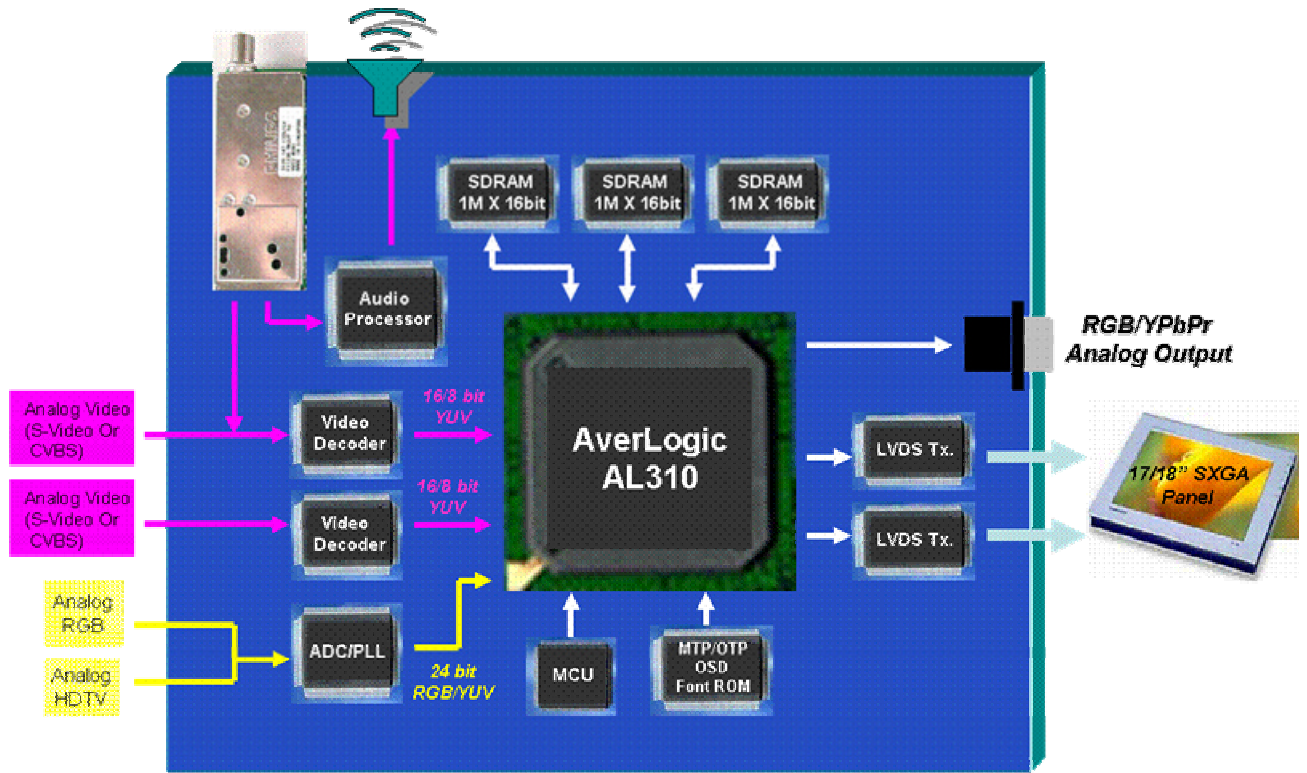 PHILIPS
SDRAM
1M X 16bit
SDRAM
1M X 16bit
SDRAM
1M X 16bit
Audio
Processor
RGB/YPbPr
Analog Output
Analog Video
(S-Video Or
CVBS)
Video
Decoder
16/8 bit
YUV
AverLogic
AL310
LVDS Tx.
17/18” SXGA
Panel
Analog Video
(S-Video Or
CVBS)
Video
Decoder
16/8 bit
YUV
LVDS Tx.
Analog
RGB
Analog
HDTV
ADC/PLL
24 bit
RGB/YUV
MCU
MTP/OTP
OSD
Font ROM